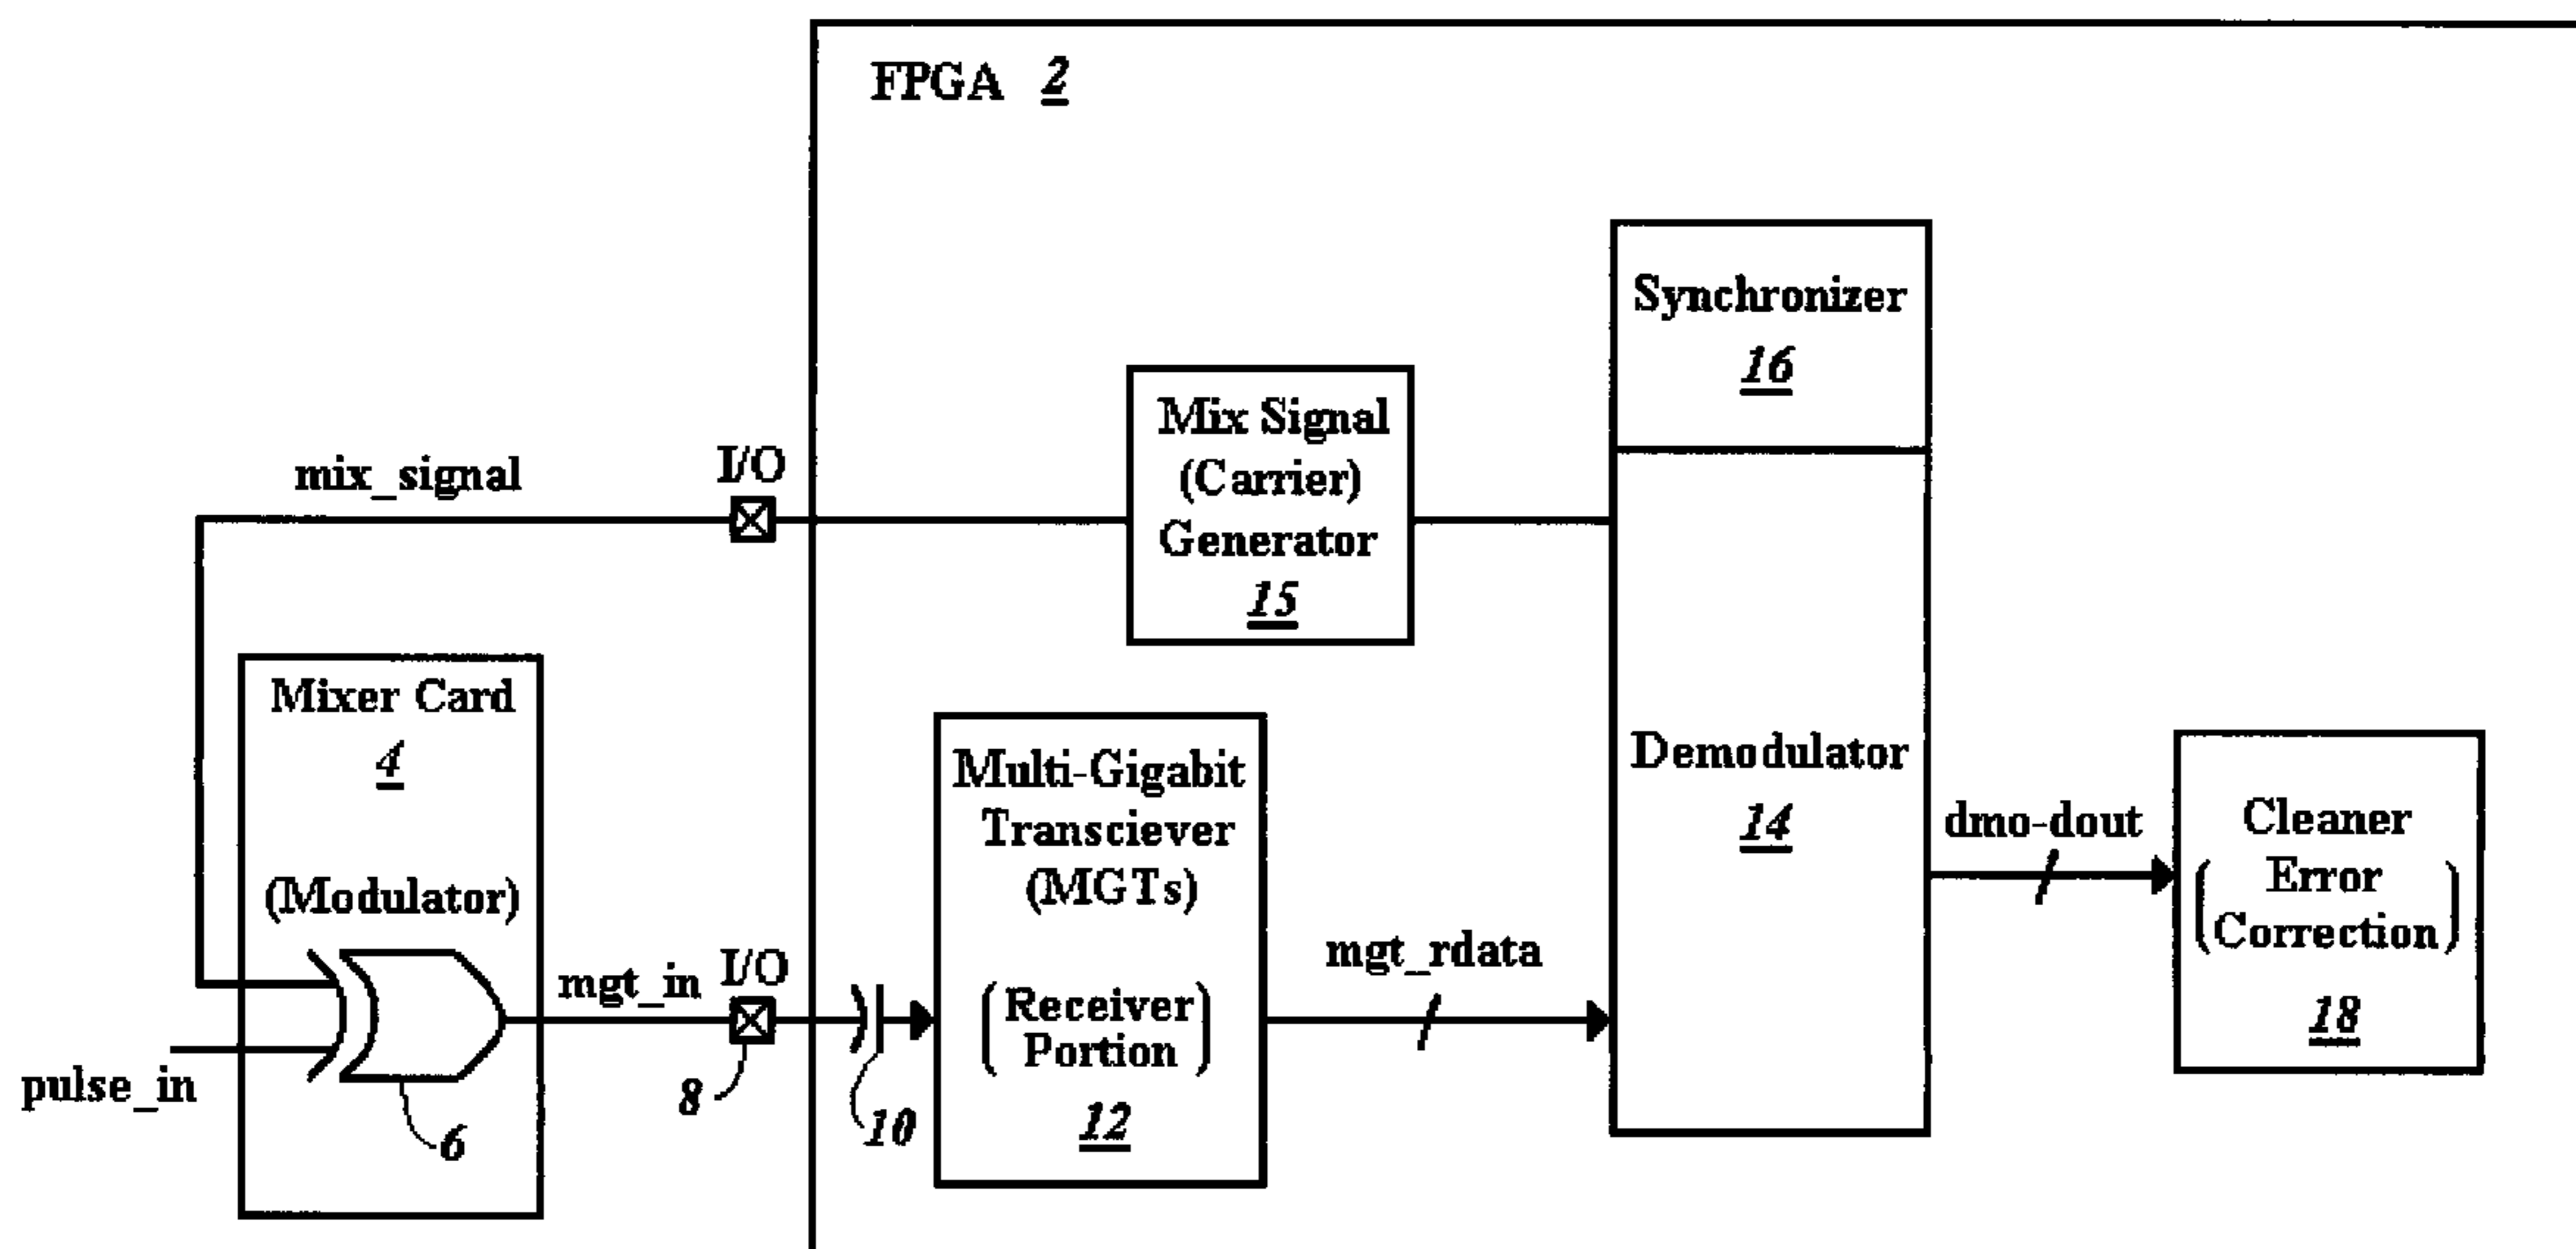 FPGA 2
Synchronizer
16
Mix Signal
(Carrier)
Generator
15
mix_signal
I/O
Mixer Card
4
(Modulator)
6
pulse_in
mgt_in
I/O
8
10
Multi-Gigabit
Transciever
(MGTs)
(Receiver
Portion)
12
mgt_rdata
Demodulator
14
dmo-dout
Cleaner
(Error
Correction)
18